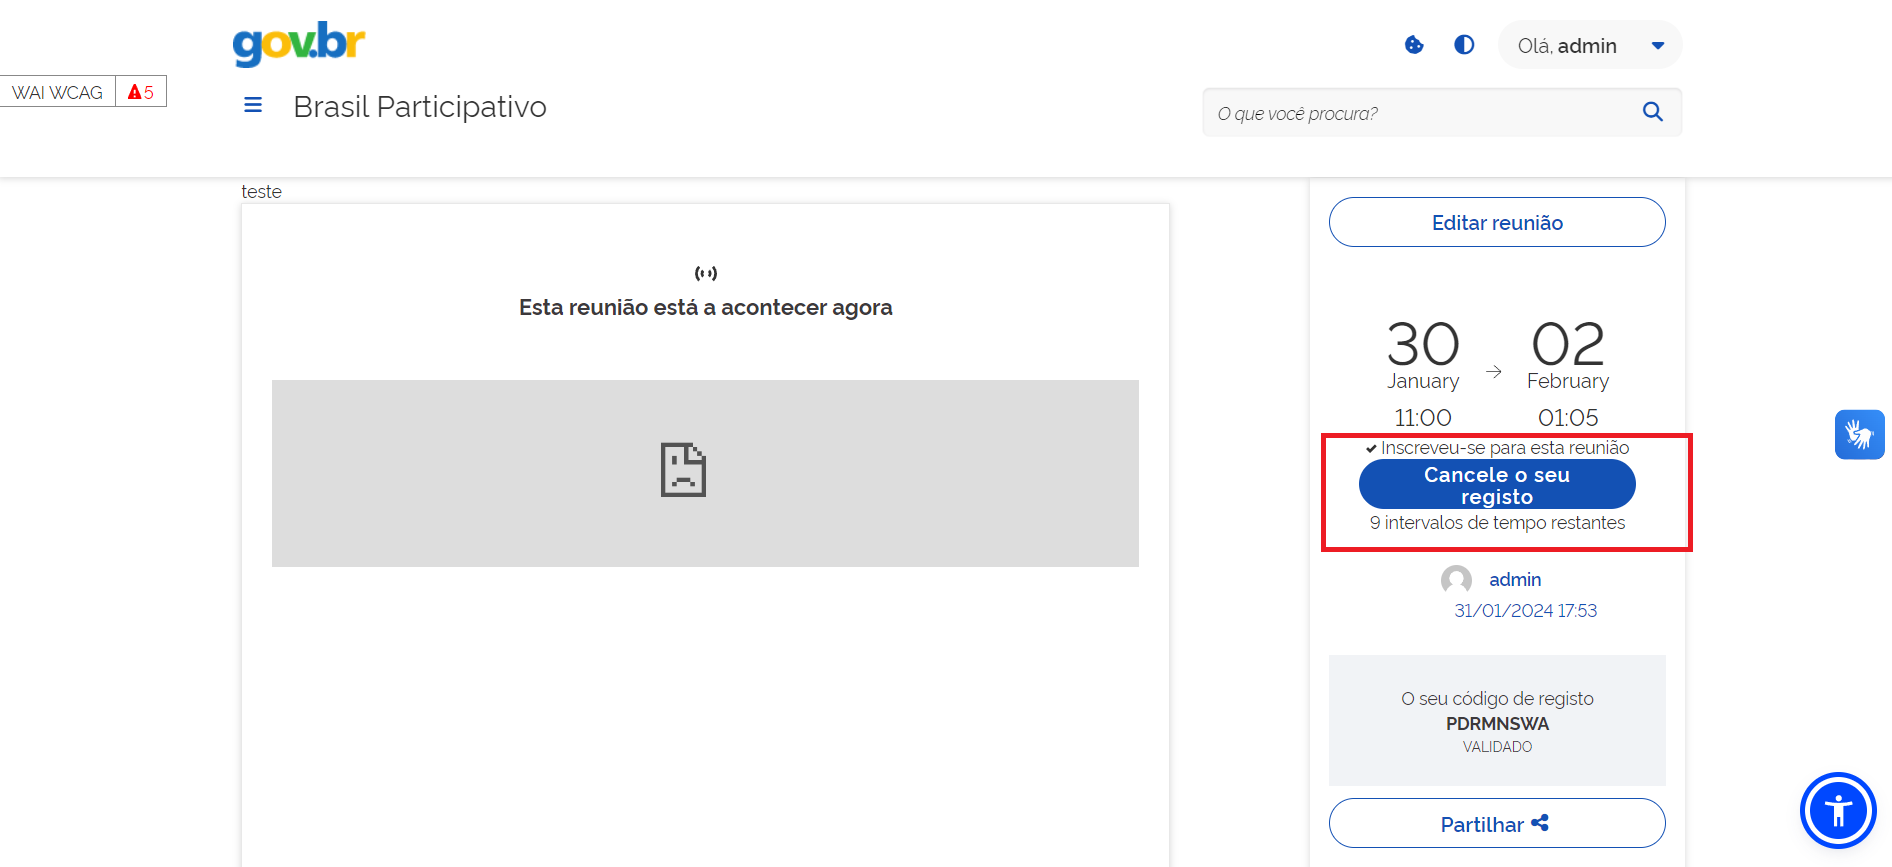 gov.br
Olá, admin
WAI WCAG 5
Brasil Participativo
O que você procura?
teste
Esta reunião está a acontecer agora
Editar reunião
30 → 02
January February
11:00 01:05
Inscreveu-se para esta reunião
Cancele o seu
registo
9 intervalos de tempo restantes
admin
31/01/2024 17:53
O seu código de registo
PDRMNSWA
VALIDADO
Partilhar